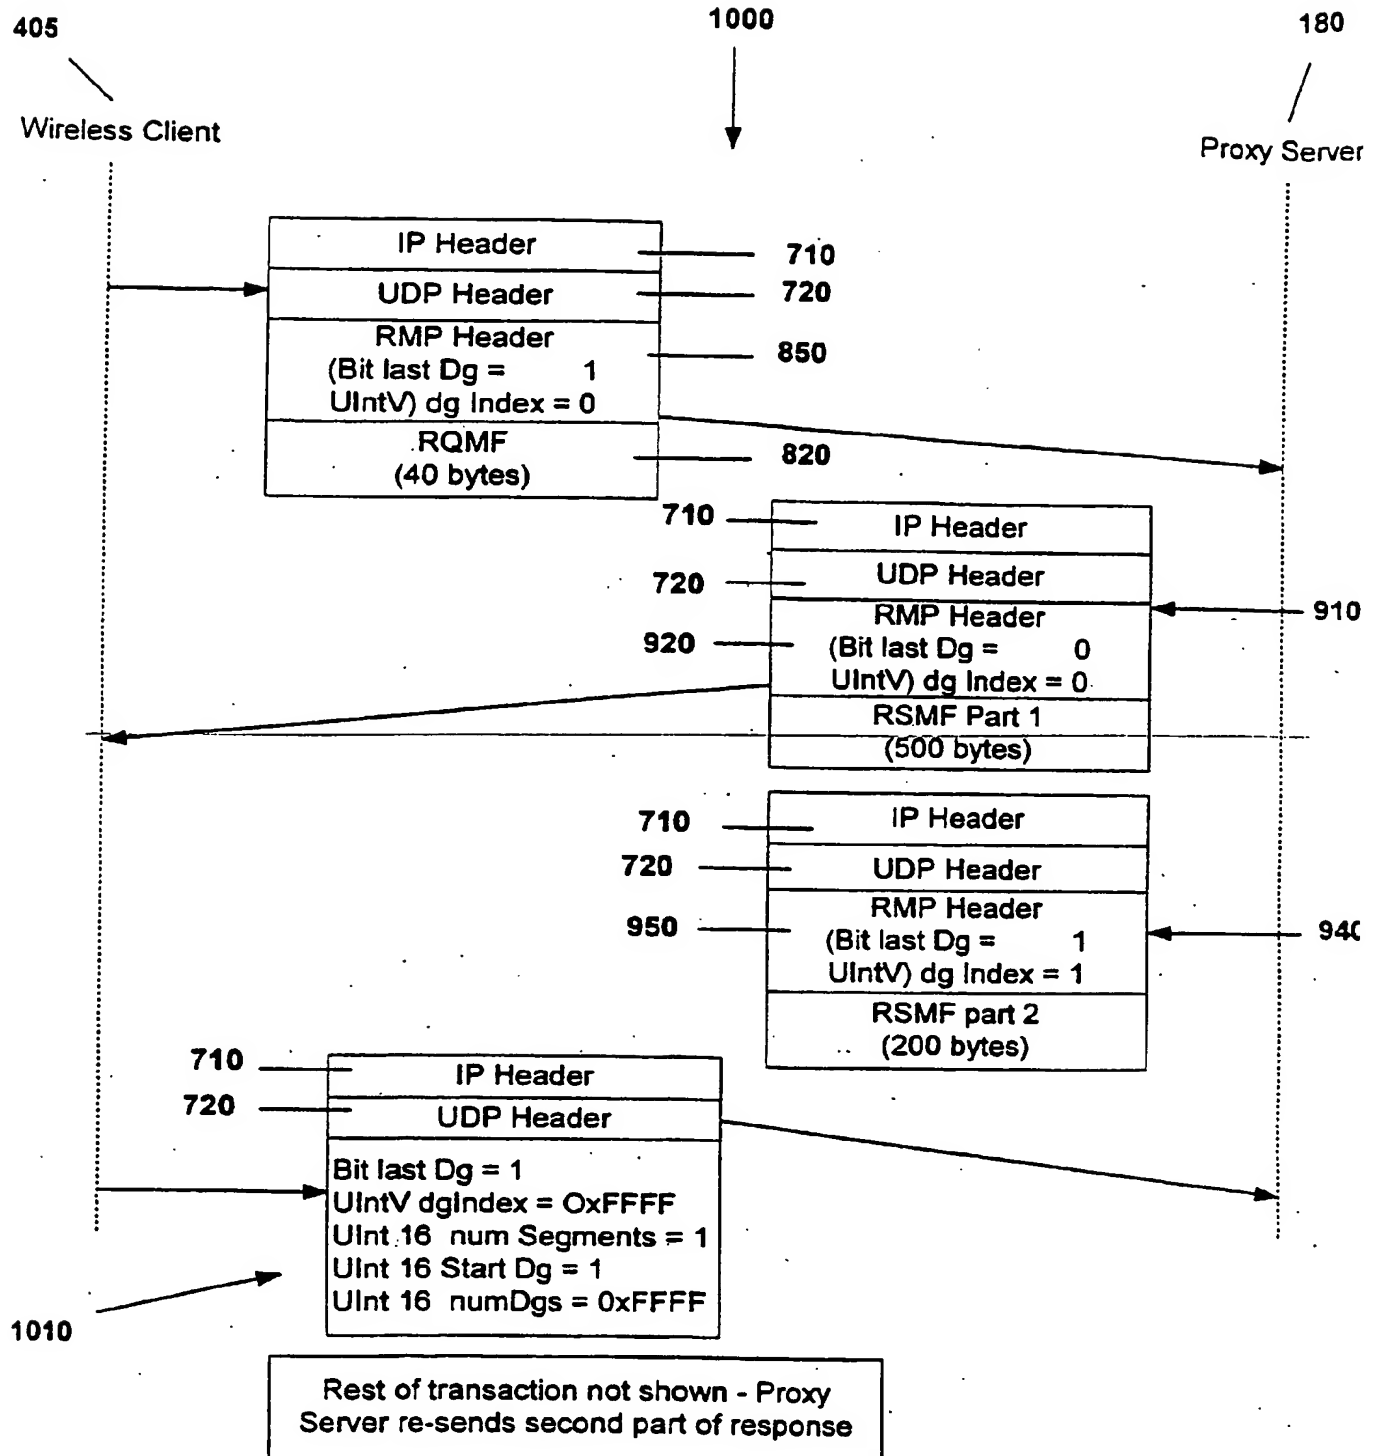 405
1000
180
Wireless Client
Proxy Server
IP Header
710
UDP Header
720
RMP Header
(Bit last Dg = 1
UIntV) dg Index = 0
850
RQMF
(40 bytes)
820
710
IP Header
720
UDP Header
910
RMP Header
920
(Bit last Dg = 0
UIntV) dg Index = 0
RSMF Part 1
(500 bytes)
710
IP Header
720
UDP Header
RMP Header
950
(Bit last Dg = 1
940
UIntV) dg Index = 1
RSMF part 2
(200 bytes)
710
IP Header
720
UDP Header
Bit last Dg = 1
UIntV dgIndex = OxFFFF
UInt 16 num Segments = 1
UInt 16 Start Dg = 1
UInt 16 numDgs = 0xFFFF
1010
Rest of transaction not shown - Proxy
Server re-sends second part of response